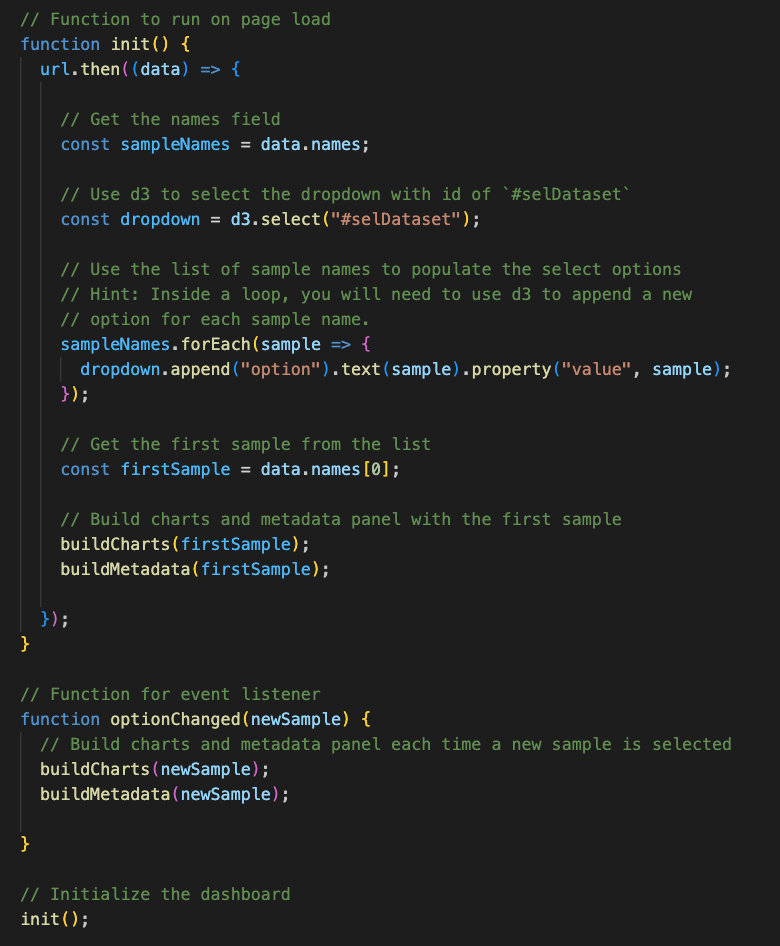 // Function to run on page load
function init() {
  url.then((data) => {

    // Get the names field
    const sampleNames = data.names;

    // Use d3 to select the dropdown with id of `#selDataset`
    const dropdown = d3.select("#selDataset");

    // Use the list of sample names to populate the select options
    // Hint: Inside a loop, you will need to use d3 to append a new
    // option for each sample name.
    sampleNames.forEach(sample => {
      dropdown.append("option").text(sample).property("value", sample);
    });

    // Get the first sample from the list
    const firstSample = data.names[0];

    // Build charts and metadata panel with the first sample
    buildCharts(firstSample);
    buildMetadata(firstSample);

  });
}

// Function for event listener
function optionChanged(newSample) {
  // Build charts and metadata panel each time a new sample is selected
  buildCharts(newSample);
  buildMetadata(newSample);

}

// Initialize the dashboard
init();